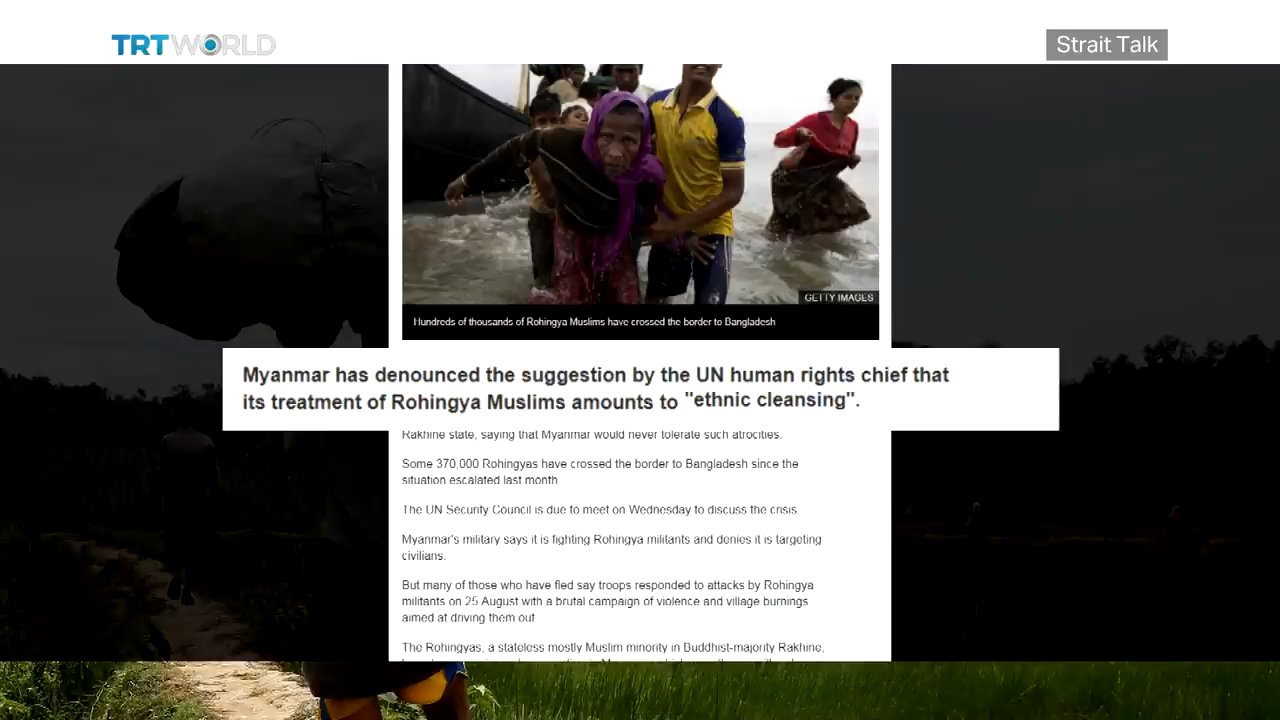 TRT WORLD
Strait Talk
GETTY IMAGES
Hundreds of thousands of Rohingya Muslims have crossed the border to Bangladesh
Myanmar has denounced the suggestion by the UN human rights chief that
its treatment of Rohingya Muslims amounts to "ethnic cleansing".
Rakhine state, saying that Myanmar would never tolerate such atrocities.
Some 370,000 Rohingyas have crossed the border to Bangladesh since the
situation escalated last month
The UN Security Council is due to meet on Wednesday to discuss the crisis.
Myanmar's military says it is fighting Rohingya militants and denies it is targeting
civilians.
But many of those who have fled say troops responded to attacks by Rohingya
militants on 25 August with a brutal campaign of violence and village burnings
aimed at driving them out
The Rohingyas, a stateless mostly Muslim minority in Buddhist-majority Rakhine,